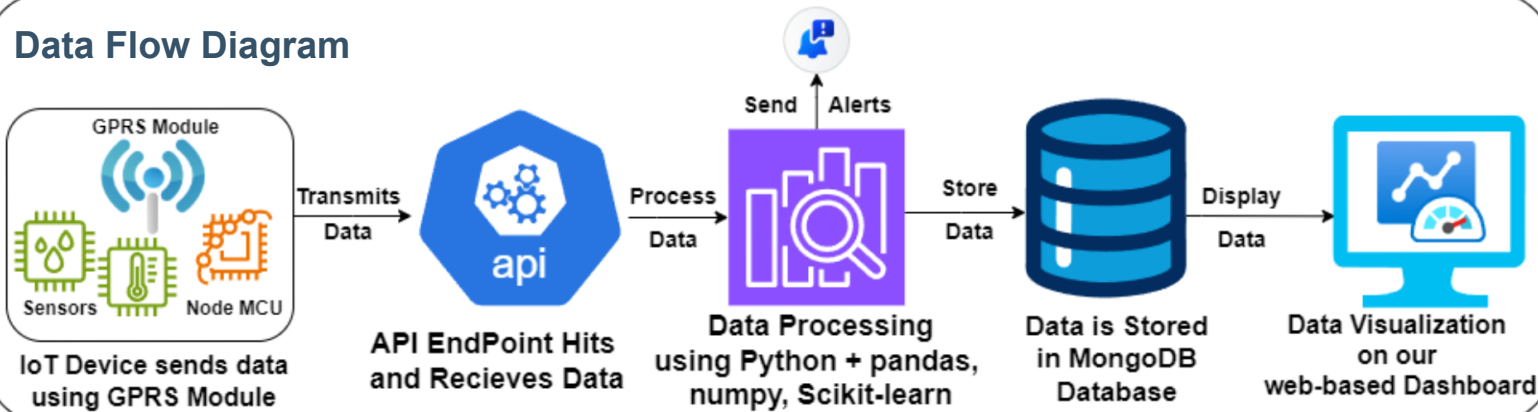 Data Flow Diagram
GPRS Module
Sensors
Node MCU
IoT Device sends data
using GPRS Module
Transmits
Data
api
API EndPoint Hits
and Recieves Data
Process
Data
Send Alerts
Data Processing
using Python + pandas,
numpy, Scikit-learn
Store
Data
Data is Stored
in MongoDB
Database
Display
Data
Data Visualization
on our
web-based Dashboard